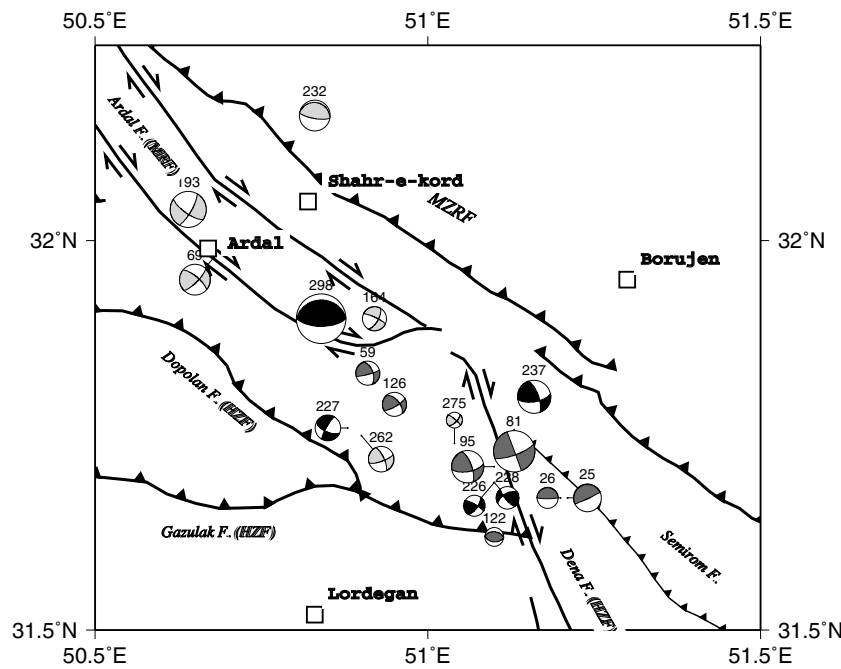 50.5˚E
51˚E
51.5˚E
232
Ardal F. (MRF)
193
Shahr-e-kord
MZRF
32˚N
32˚N
Ardal
Borujen
69
298
164
59
237
Dopolan F. (HZF)
126
227
275
81
262
95
226
228
26
25
122
Gazulak F. (HZF)
Semirom F.
Dena F. (HZF)
Lordegan
31.5˚N
31.5˚N
50.5˚E
51˚E
51.5˚E